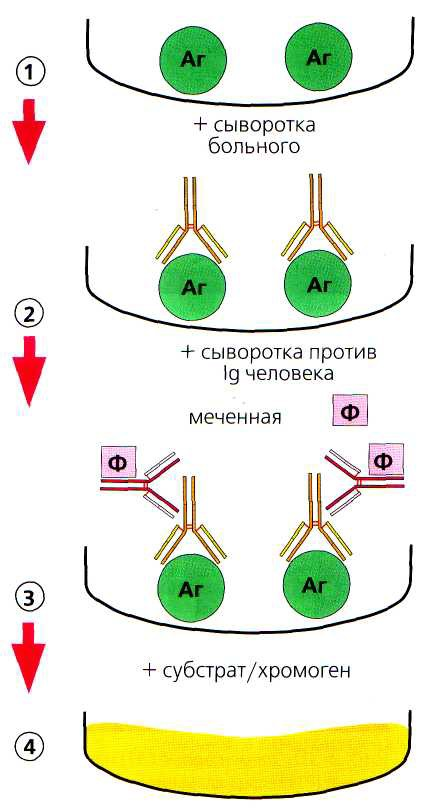 Аг Аг
1
+ сыворотка
больного
Аг Аг
2
+ сыворотка против
Ig человека
меченная Ф
Ф Ф
Аг Аг
3
+ субстрат/хромоген
4